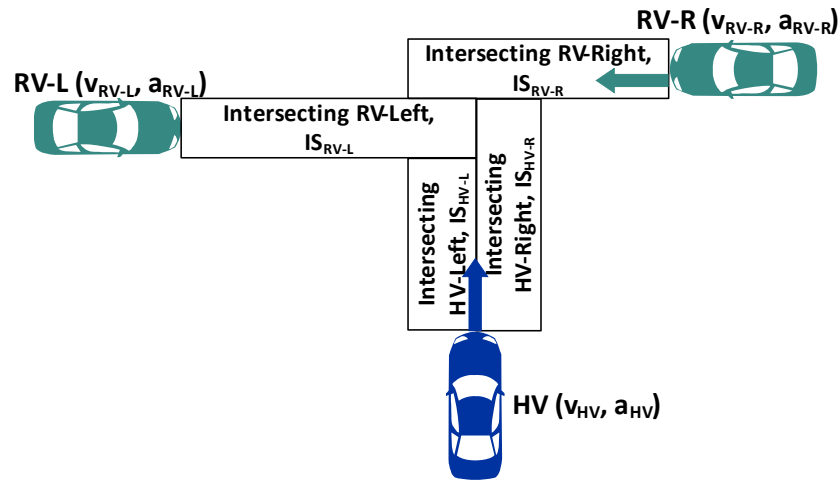 RV-R (vRV-R, aRV-R)
Intersecting RV-Right,
ISRV-R
RV-L (vRV-L, aRV-L)
Intersecting RV-Left,
ISRV-L
Intersecting
HV-Left, ISHV-L
Intersecting
HV-Right, ISHV-R
HV (vHV, aHV)